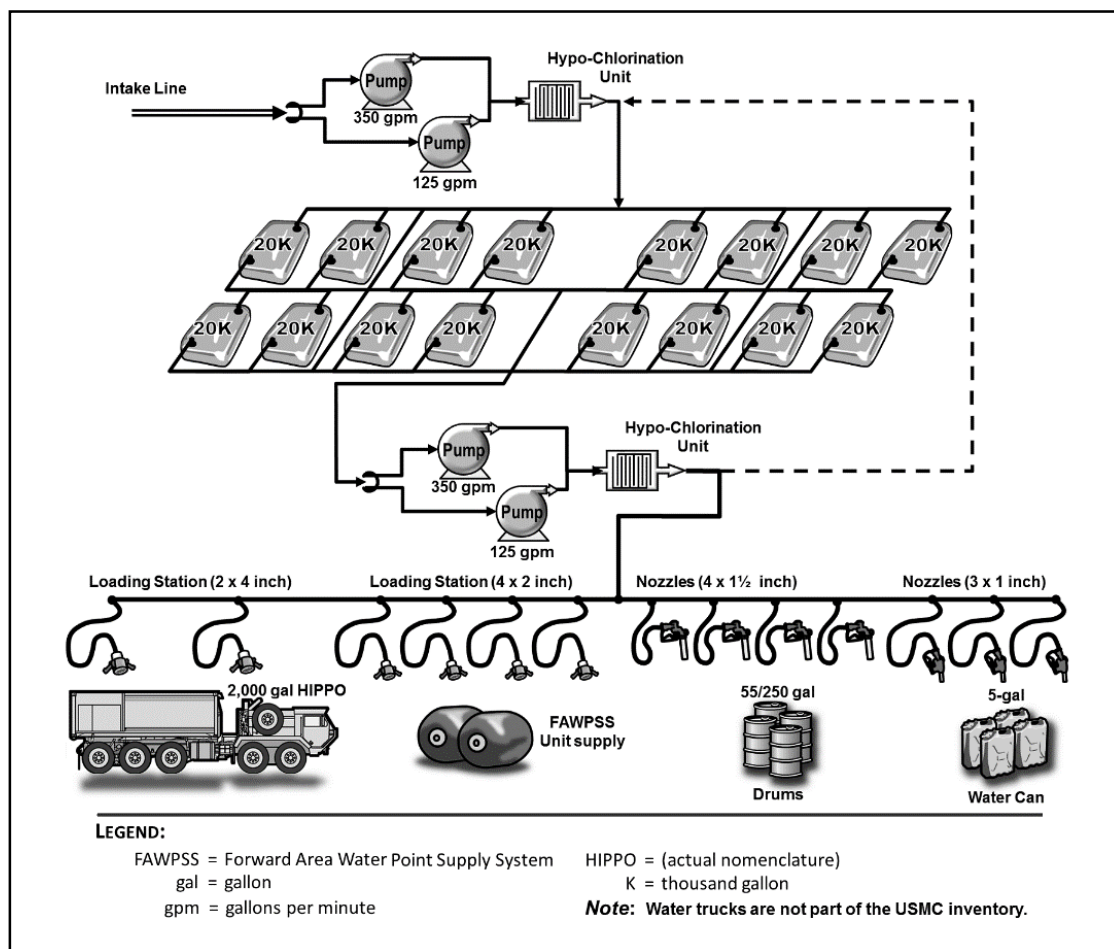 Hypo-Chlorination
Unit
Intake Line
Pump
350 gpm
Pump
125 gpm
20K 20K 20K 20K 20K 20K 20K 20K
20K 20K 20K 20K 20K 20K 20K 20K
Hypo-Chlorination
Unit
Pump
350 gpm
Pump
125 gpm
Loading Station (2 x 4 inch)
Loading Station (4 x 2 inch)
Nozzles (4 x 1½ inch)
Nozzles (3 x 1 inch)
2,000 gal HIPPO
FAWPSS
Unit supply
55/250 gal
Drums
5-gal
Water Can
LEGEND:
FAWPSS = Forward Area Water Point Supply System
gal = gallon
gpm = gallons per minute
HIPPO = (actual nomenclature)
K = thousand gallon
Note: Water trucks are not part of the USMC inventory.